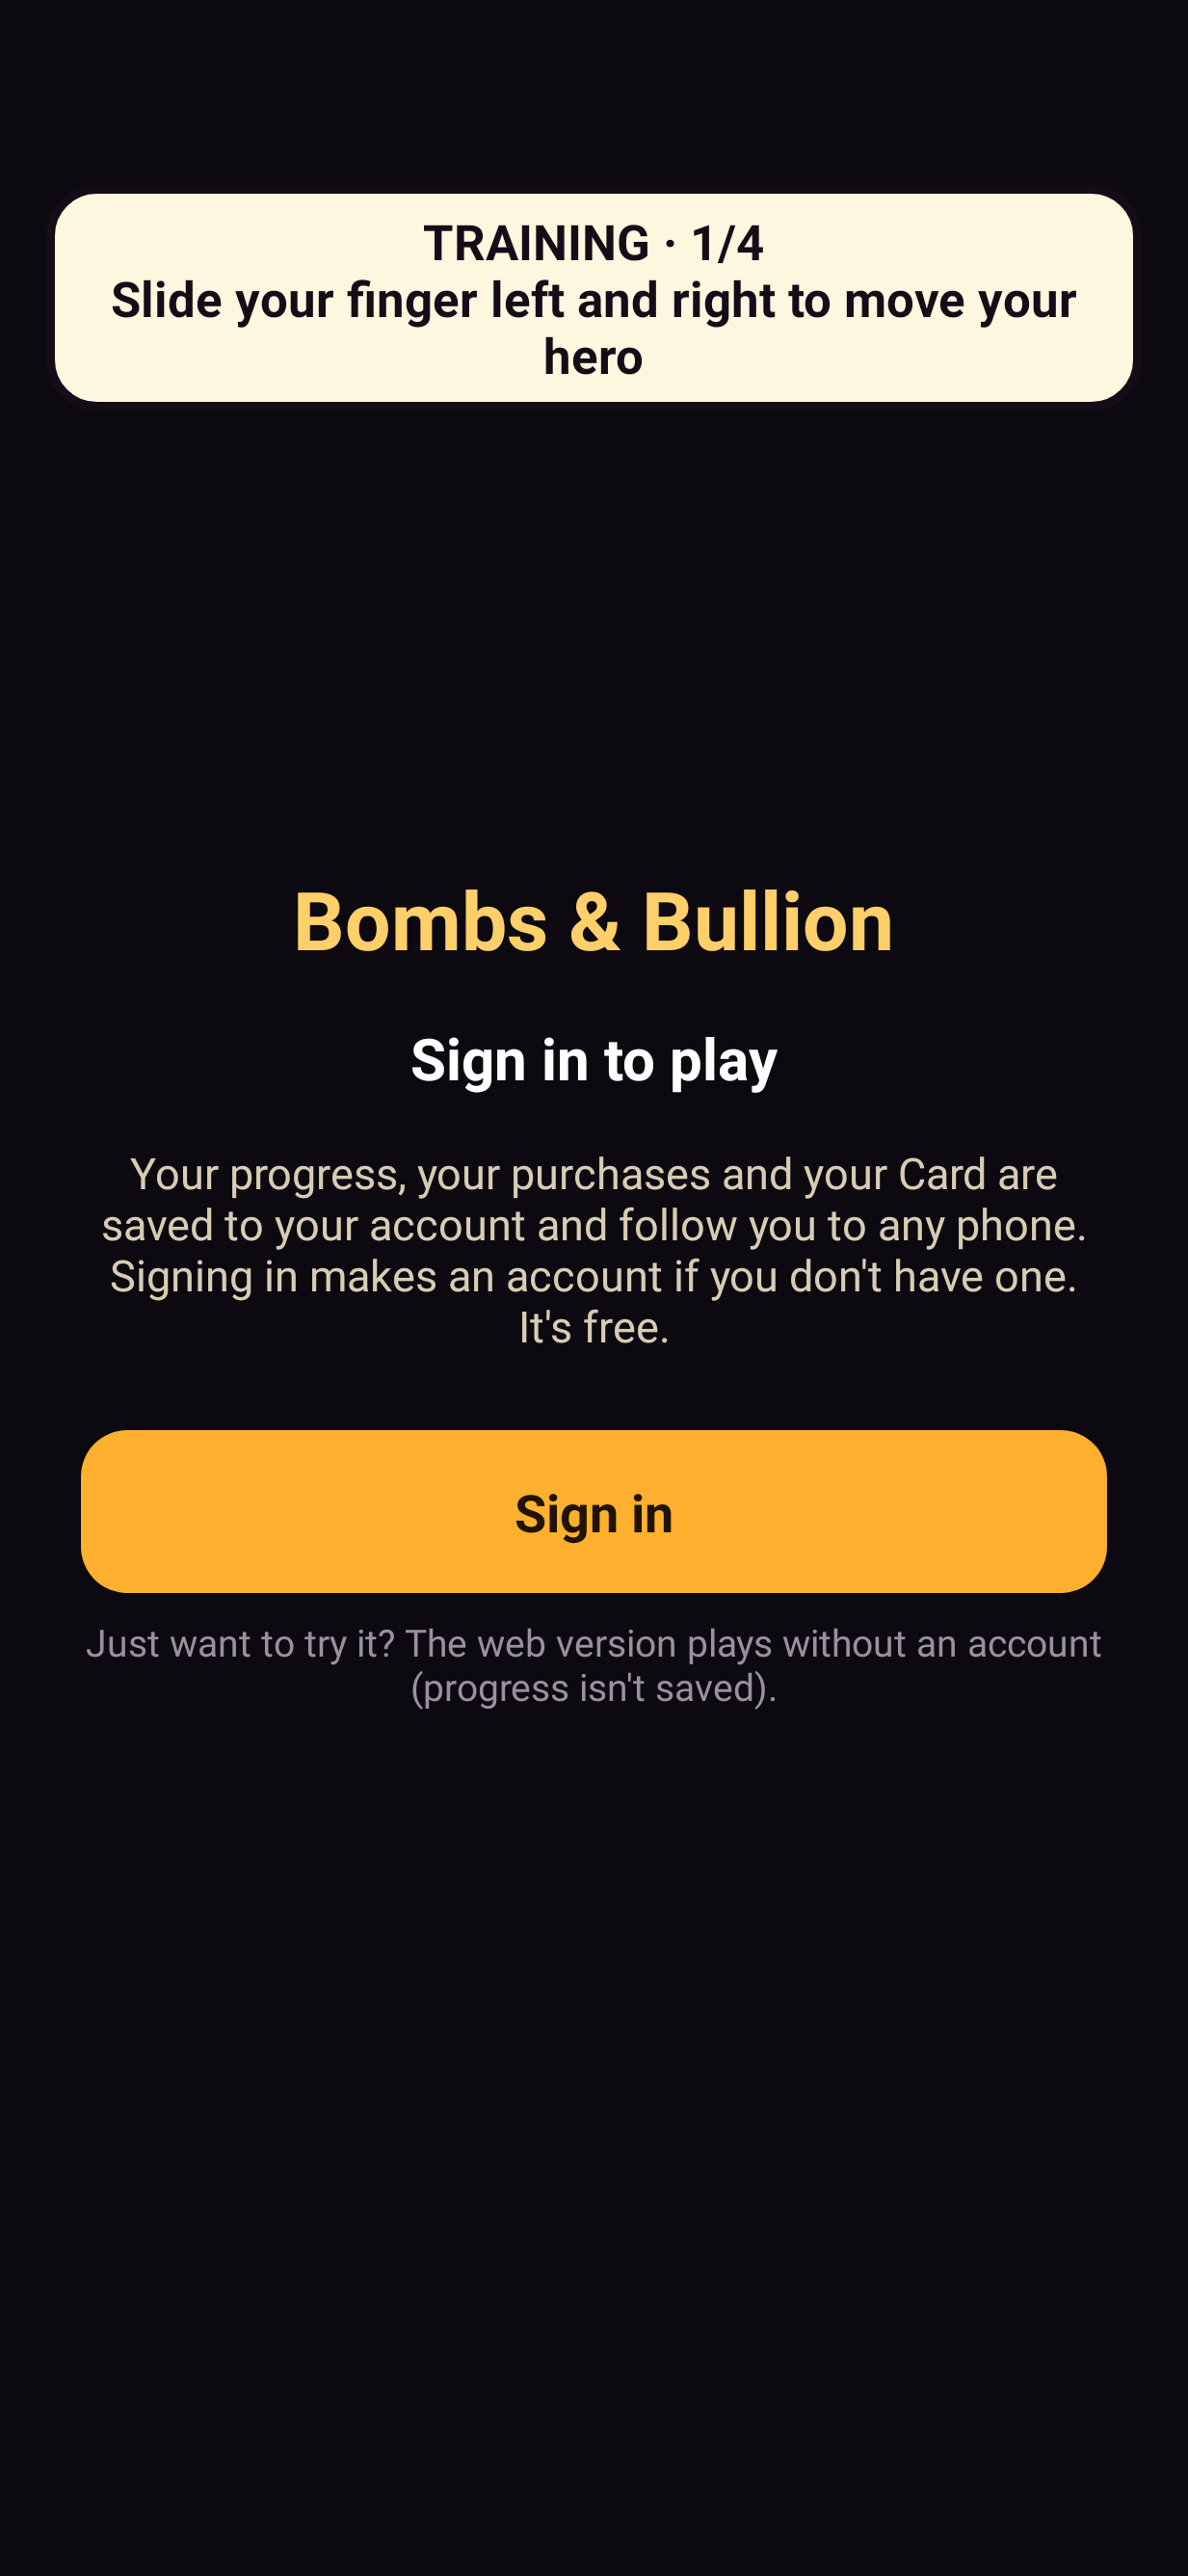 TRAINING · 1/4
Slide your finger left and right to move your
hero
Bombs & Bullion
Sign in to play
Your progress, your purchases and your Card are
saved to your account and follow you to any phone.
Signing in makes an account if you don't have one.
It's free.
Sign in
Just want to try it? The web version plays without an account
(progress isn't saved).